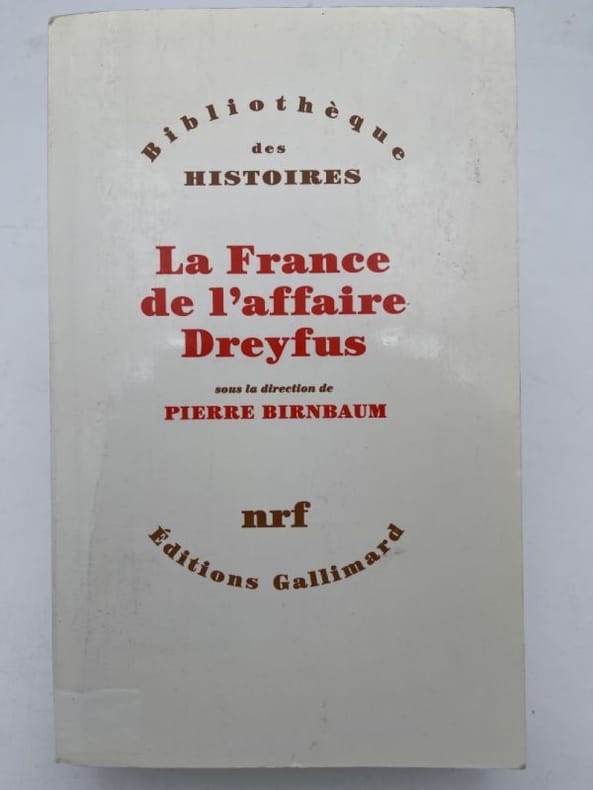 Bibliothèque
des
HISTOIRES
La France
de l'affaire
Dreyfus
sous la direction de
PIERRE BIRNBAUM
nrf
Éditions Gallimard